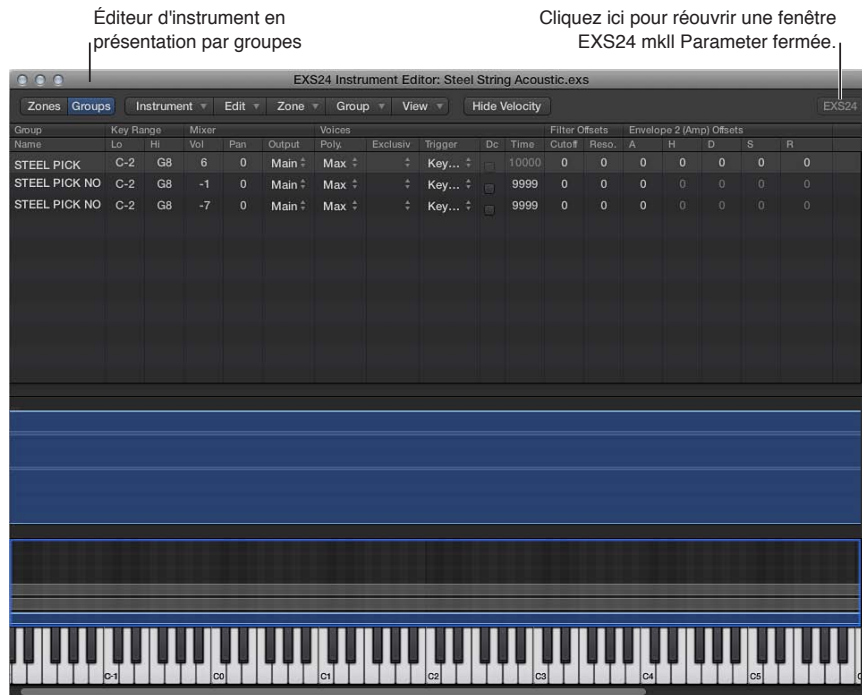 Éditeur d'instrument en
présentation par groupes
Cliquez ici pour réouvrir une fenêtre
EXS24 mkII Parameter fermée.
EXS24 Instrument Editor: Steel String Acoustic.exs
Zones Groups Instrument Edit Zone Group View Hide Velocity EXS24
Group Key Range Mixer Voices Filter Offsets Envelope 2 (Amp) Offsets
Name Lo Hi Vol Pan Output Poly. Exclusiv Trigger Dc Time Cutoff Reso. A H D S R
STEEL PICK C-2 G8 6 0 Main Max Key... 10000 0 0 0 0 0 0 0
STEEL PICK NO C-2 G8 -1 0 Main Max Key... 9999 0 0 0 0 0 0 0
STEEL PICK NO C-2 G8 -7 0 Main Max Key... 9999 0 0 0 0 0 0 0
C-1 C0 C1 C2 C3 C4 C5